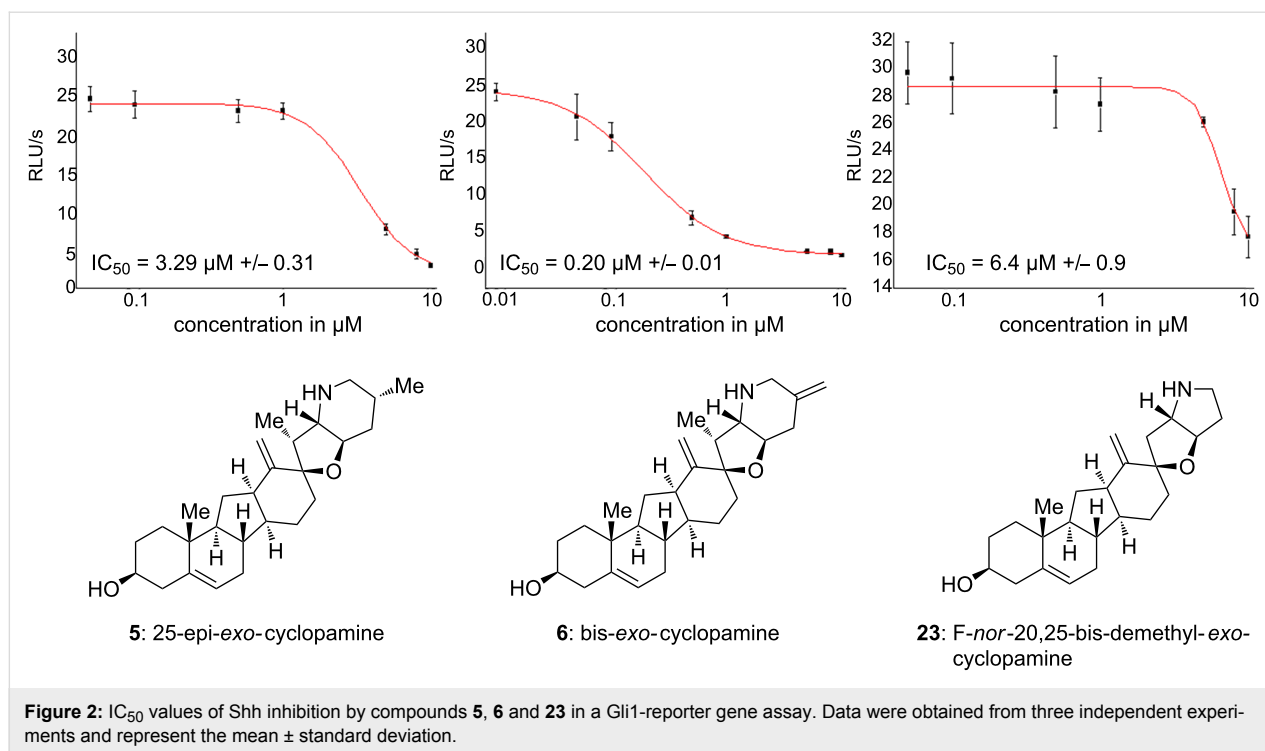 30
25
20
15
10
5
0
RLU/s
IC50 = 3.29 µM +/– 0.31
0.1 1 10
concentration in µM
30
25
20
15
10
5
0
RLU/s
IC50 = 0.20 µM +/– 0.01
0.01 0.1 1 10
concentration in µM
32
30
28
26
24
22
20
18
16
14
RLU/s
IC50 = 6.4 µM +/– 0.9
0.1 1 10
concentration in µM
HN
Me
H
Me
O
H
Me
H
H
H
HO
5: 25-epi-exo-cyclopamine
HN
H
Me
O
H
Me
H
H
H
HO
6: bis-exo-cyclopamine
HN
H
O
H
Me
H
H
H
HO
23: F-nor-20,25-bis-demethyl-exo-
cyclopamine
Figure 2: IC50 values of Shh inhibition by compounds 5, 6 and 23 in a Gli1-reporter gene assay. Data were obtained from three independent experi-
ments and represent the mean ± standard deviation.